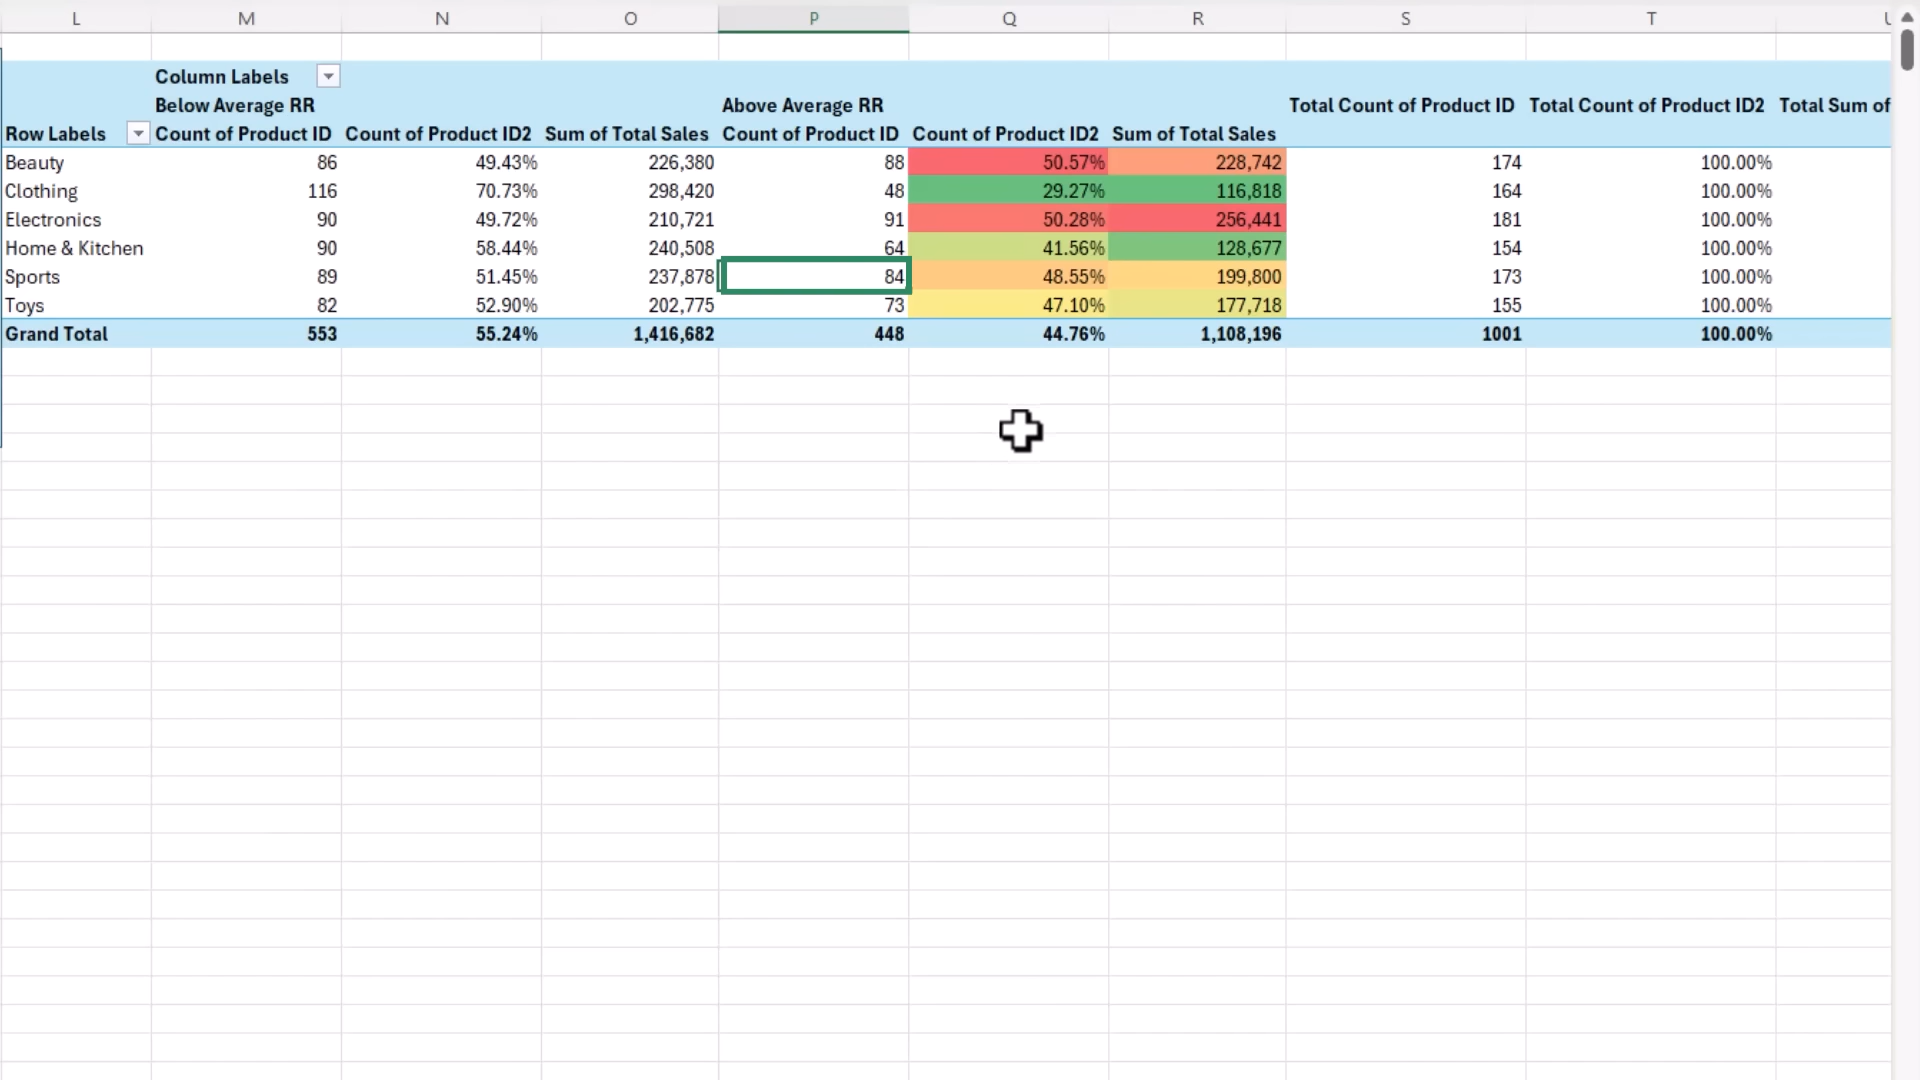 L M N O P Q R S T
Column Labels
Below Average RR Above Average RR Total Count of Product ID Total Count of Product ID2 Total Sum of
Row Labels Count of Product ID Count of Product ID2 Sum of Total Sales Count of Product ID Count of Product ID2 Sum of Total Sales
Beauty 86 49.43% 226,380 88 50.57% 228,742 174 100.00%
Clothing 116 70.73% 298,420 48 29.27% 116,818 164 100.00%
Electronics 90 49.72% 210,721 91 50.28% 256,441 181 100.00%
Home & Kitchen 90 58.44% 240,508 64 41.56% 128,677 154 100.00%
Sports 89 51.45% 237,878 84 48.55% 199,800 173 100.00%
Toys 82 52.90% 202,775 73 47.10% 177,718 155 100.00%
Grand Total 553 55.24% 1,416,682 448 44.76% 1,108,196 1001 100.00%